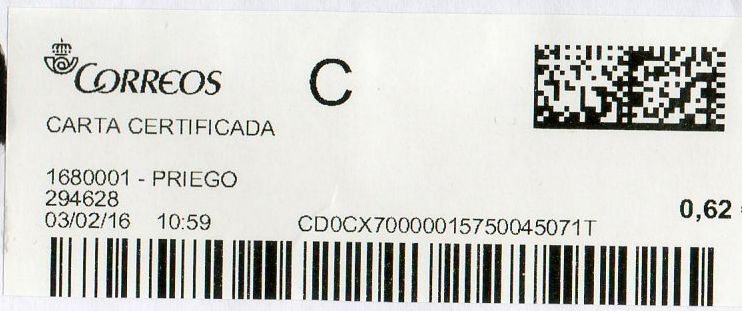 CORREOS
C
CARTA CERTIFICADA
1680001 - PRIEGO
294628
03/02/16 10:59
CD0CX70000015750045071T
0,62